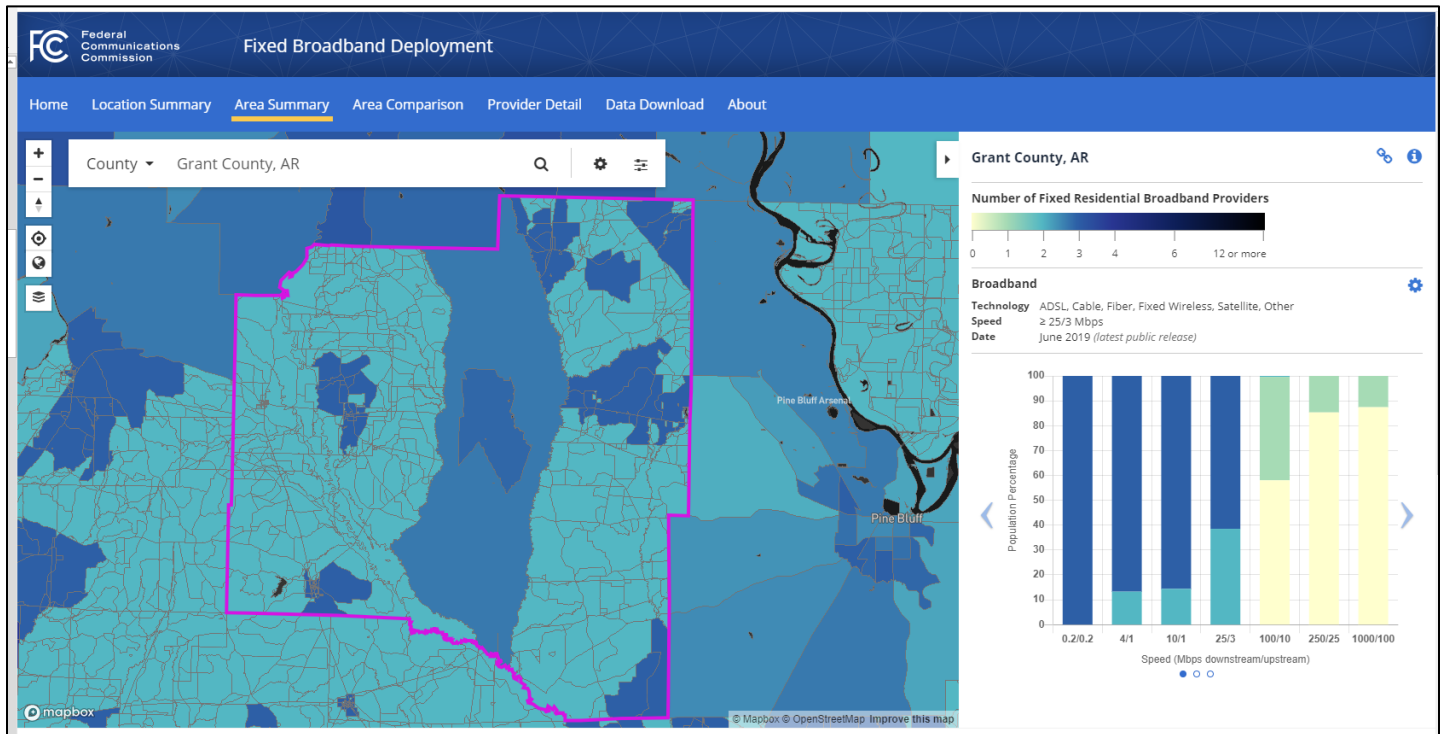 Federal
Communications
Commission
Fixed Broadband Deployment
Home Location Summary Area Summary Area Comparison Provider Detail Data Download About
County Grant County, AR
Pine Bluff Arsenal
Pine Bluff
mapbox
© Mapbox © OpenStreetMap Improve this map
Grant County, AR
Number of Fixed Residential Broadband Providers
0 1 2 3 4 6 12 or more
Broadband
Technology ADSL, Cable, Fiber, Fixed Wireless, Satellite, Other
Speed ≥ 25/3 Mbps
Date June 2019 (latest public release)
Population Percentage
100
90
80
70
60
50
40
30
20
10
0
0.2/0.2 4/1 10/1 25/3 100/10 250/25 1000/100
Speed (Mbps downstream/upstream)